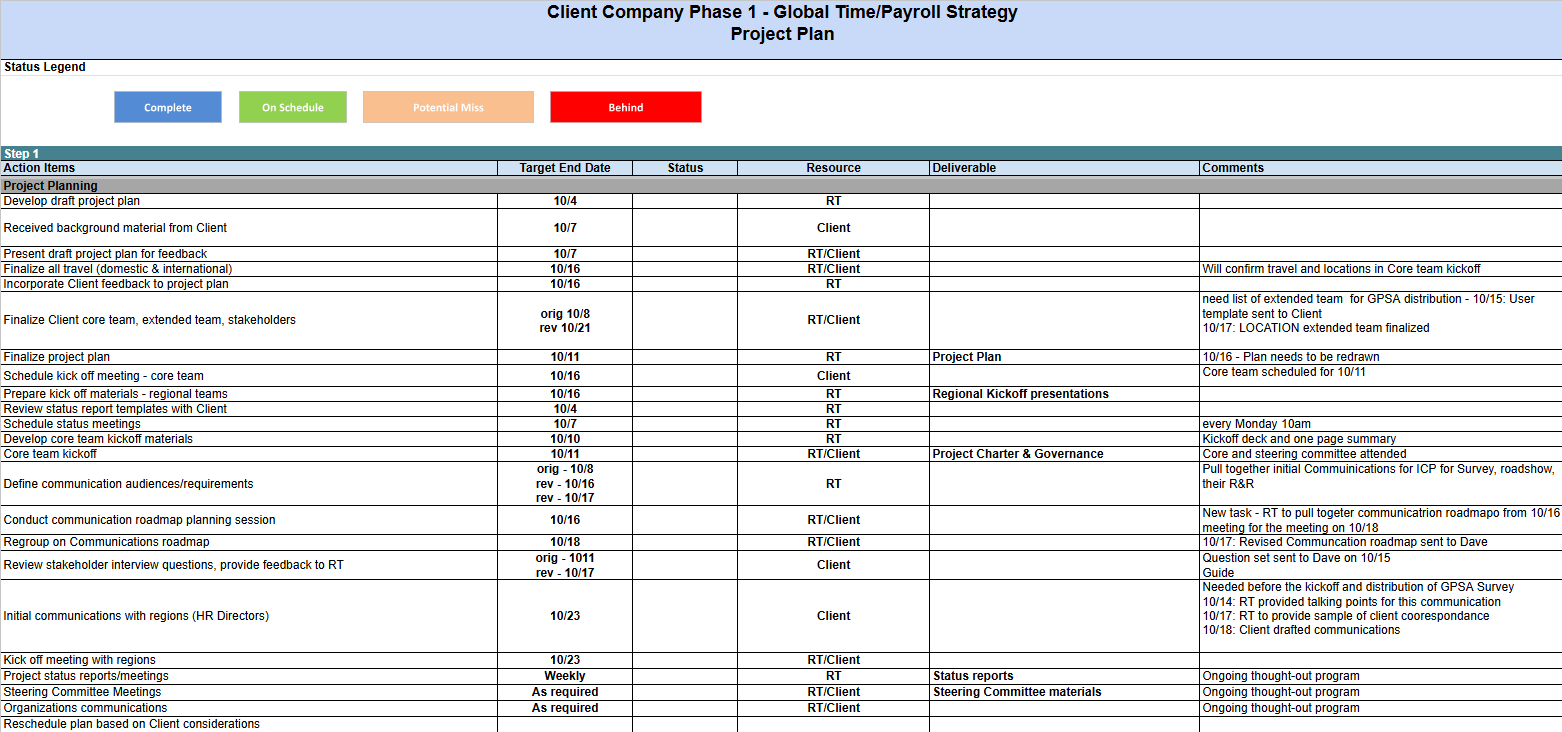 Client Company Phase 1 - Global Time/Payroll Strategy
Project Plan
Status Legend
Complete On Schedule Potential Miss Behind
Step 1
Action Items Target End Date Status Resource Deliverable Comments
Project Planning
Develop draft project plan 10/4 RT
Received background material from Client 10/7 Client
Present draft project plan for feedback 10/7 RT/Client
Finalize all travel (domestic & international) 10/16 RT/Client Will confirm travel and locations in Core team kickoff
Incorporate Client feedback to project plan 10/16 RT
Finalize Client core team, extended team, stakeholders
orig 10/8
rev 10/21
RT/Client
need list of extended team  for GPSA distribution - 10/15: User
template sent to Client
10/17: LOCATION extended team finalized
Finalize project plan 10/11 RT Project Plan 10/16 - Plan needs to be redrawn
Schedule kick off meeting - core team 10/16 Client Core team scheduled for 10/11
Prepare kick off materials - regional teams 10/16 RT Regional Kickoff presentations
Review status report templates with Client 10/4 RT
Schedule status meetings 10/7 RT every Monday 10am
Develop core team kickoff materials 10/10 RT Kickoff deck and one page summary
Core team kickoff 10/11 RT/Client Project Charter & Governance Core and steering committee attended
Define communication audiences/requirements
orig - 10/8
rev - 10/16
rev - 10/17
RT
Pull together initial Commuinications for ICP for Survey, roadshow,
their R&R
Conduct communication roadmap planning session 10/16 RT/Client
New task - RT to pull togeter communicatrion roadmapo from 10/16
meeting for the meeting on 10/18
Regroup on Communications roadmap 10/18 RT/Client 10/17: Revised Communcation roadmap sent to Dave
Review stakeholder interview questions, provide feedback to RT
orig - 1011
rev - 10/17
Client
Question set sent to Dave on 10/15
Guide
Initial communications with regions (HR Directors) 10/23 Client
Needed before the kickoff and distribution of GPSA Survey
10/14: RT provided talking points for this communication
10/17: RT to provide sample of client coorespondance
10/18: Client drafted communications
Kick off meeting with regions 10/23 RT/Client
Project status reports/meetings Weekly RT Status reports Ongoing thought-out program
Steering Committee Meetings As required RT/Client Steering Committee materials Ongoing thought-out program
Organizations communications As required RT/Client Ongoing thought-out program
Reschedule plan based on Client considerations